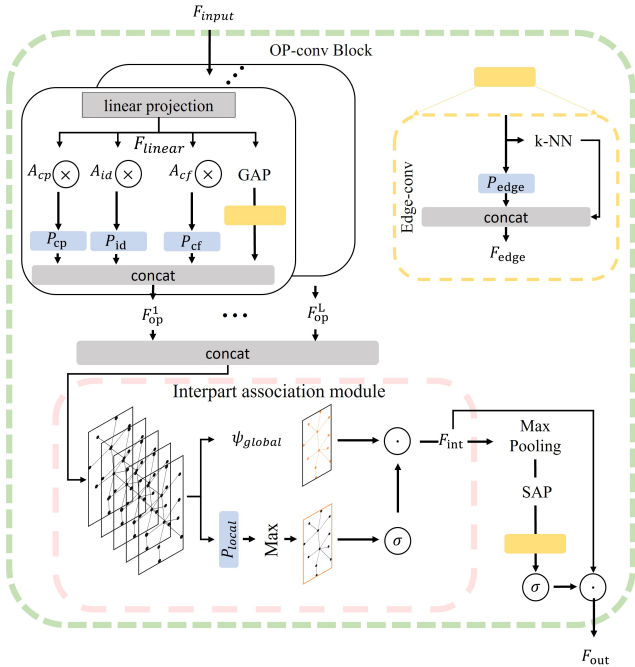 F_input
OP-conv Block
linear projection
F_linear
A_cp × A_id × A_cf × GAP
P_cp P_id P_cf
concat
F_op^1 ... F_op^L
concat
k-NN
P_edge
concat
F_edge
Edge-conv
Interpart association module
ψ_global
P_local
Max
σ
F_int
Max
Pooling
SAP
σ
F_out